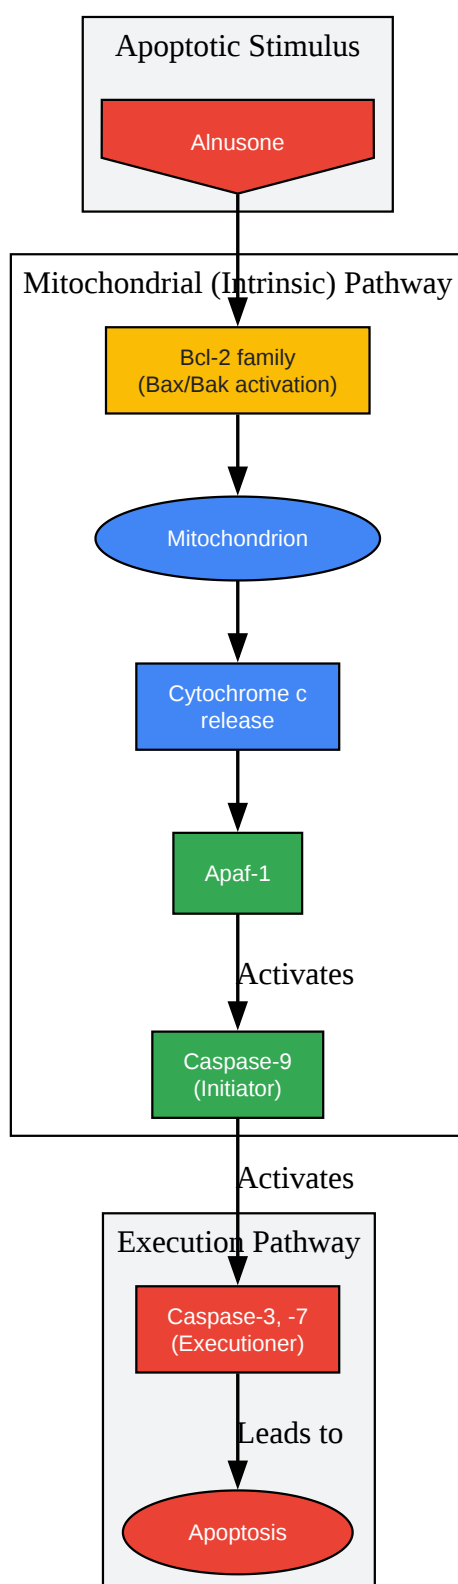 Apoptotic Stimulus
Alnusone
Mitochondrial (Intrinsic) Pathway
Bcl-2 family
(Bax/Bak activation)
Mitochondrion
Cytochrome c
release
Apaf-1
Activates
Caspase-9
(Initiator)
Activates
Execution Pathway
Caspase-3, -7
(Executioner)
Leads to
Apoptosis